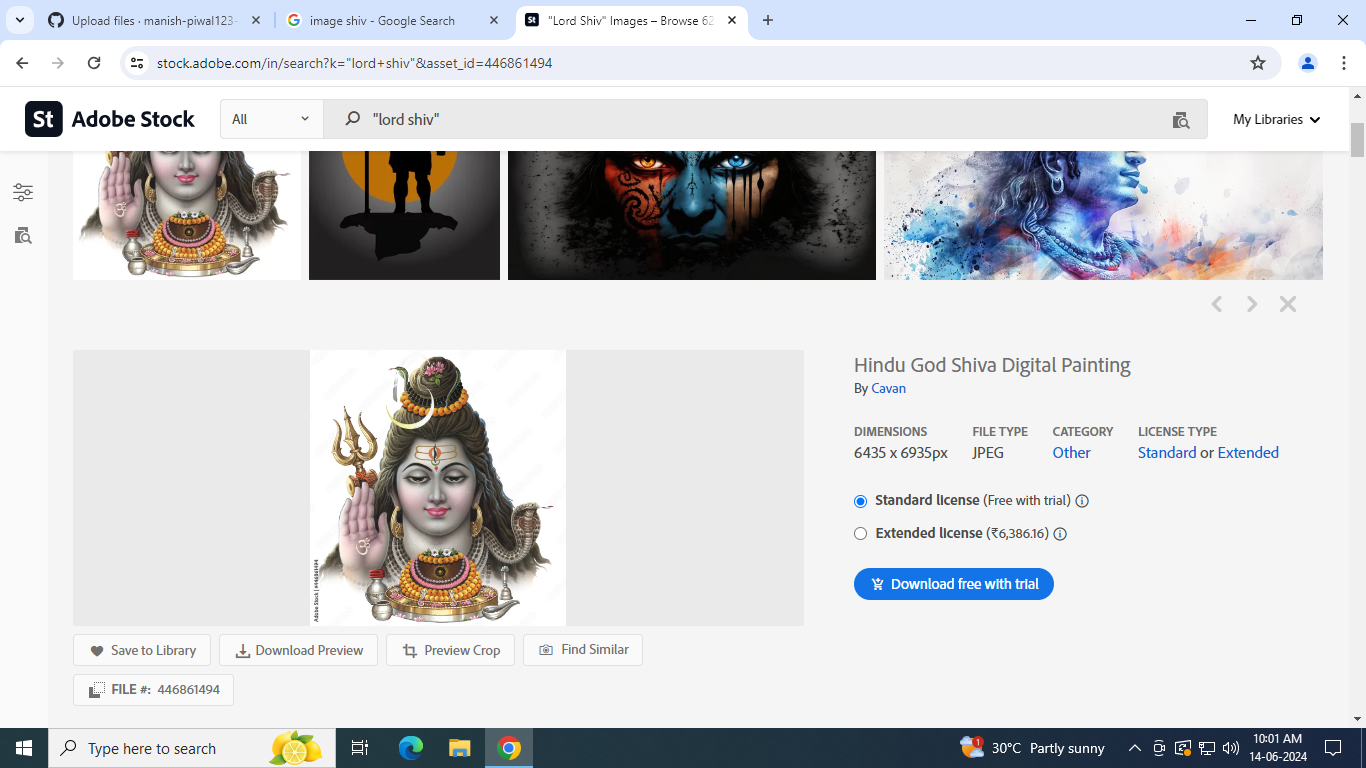 Upload files · manish-piwal123-
image shiv - Google Search
"Lord Shiv" Images – Browse 62
stock.adobe.com/in/search?k="lord+shiv"&asset_id=446861494
St Adobe Stock
All
"lord shiv"
My Libraries
Hindu God Shiva Digital Painting
By Cavan
DIMENSIONS FILE TYPE CATEGORY LICENSE TYPE
6435 x 6935px JPEG Other Standard or Extended
Standard license (Free with trial)
Extended license (₹6,386.16)
Download free with trial
ॐ
Adobe Stock | #446861494
Save to Library
Download Preview
Preview Crop
Find Similar
FILE #: 446861494
Type here to search
1
30°C Partly sunny
10:01 AM
14-06-2024